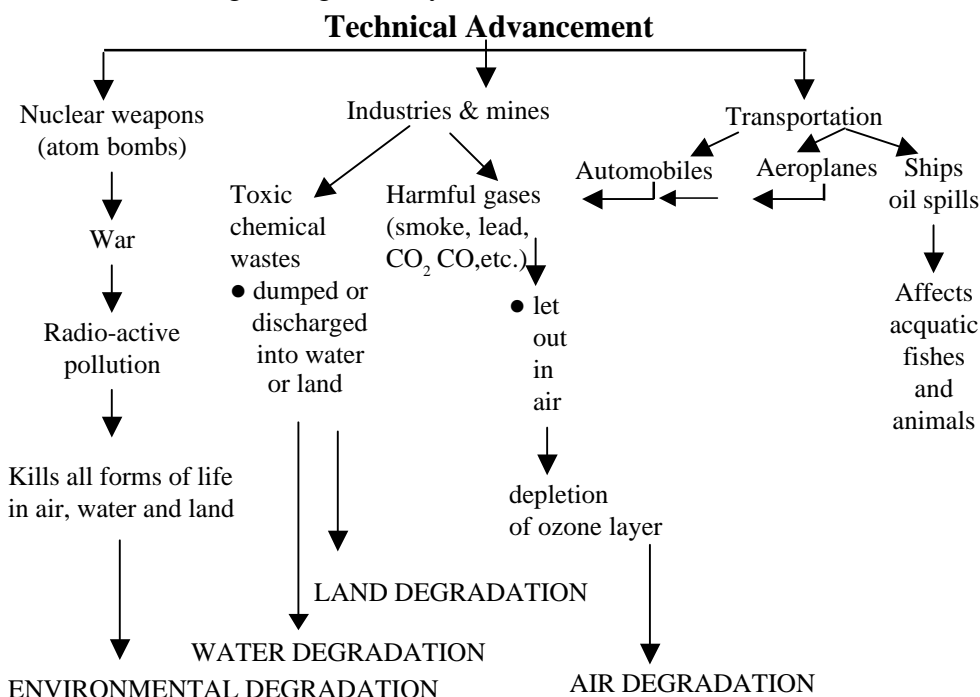 Technical Advancement
Nuclear weapons
(atom bombs)
War
Radio-active
pollution
Kills all forms of life
in air, water and land
ENVIRONMENTAL DEGRADATION
Industries & mines
Toxic
chemical
wastes
● dumped or
discharged
into water
or land
LAND DEGRADATION
WATER DEGRADATION
Harmful gases
(smoke, lead,
CO₂ CO,etc.)
● let
out
in
air
depletion
of ozone layer
AIR DEGRADATION
Transportation
Automobiles
Aeroplanes
Ships
oil spills
Affects
acquatic
fishes
and
animals